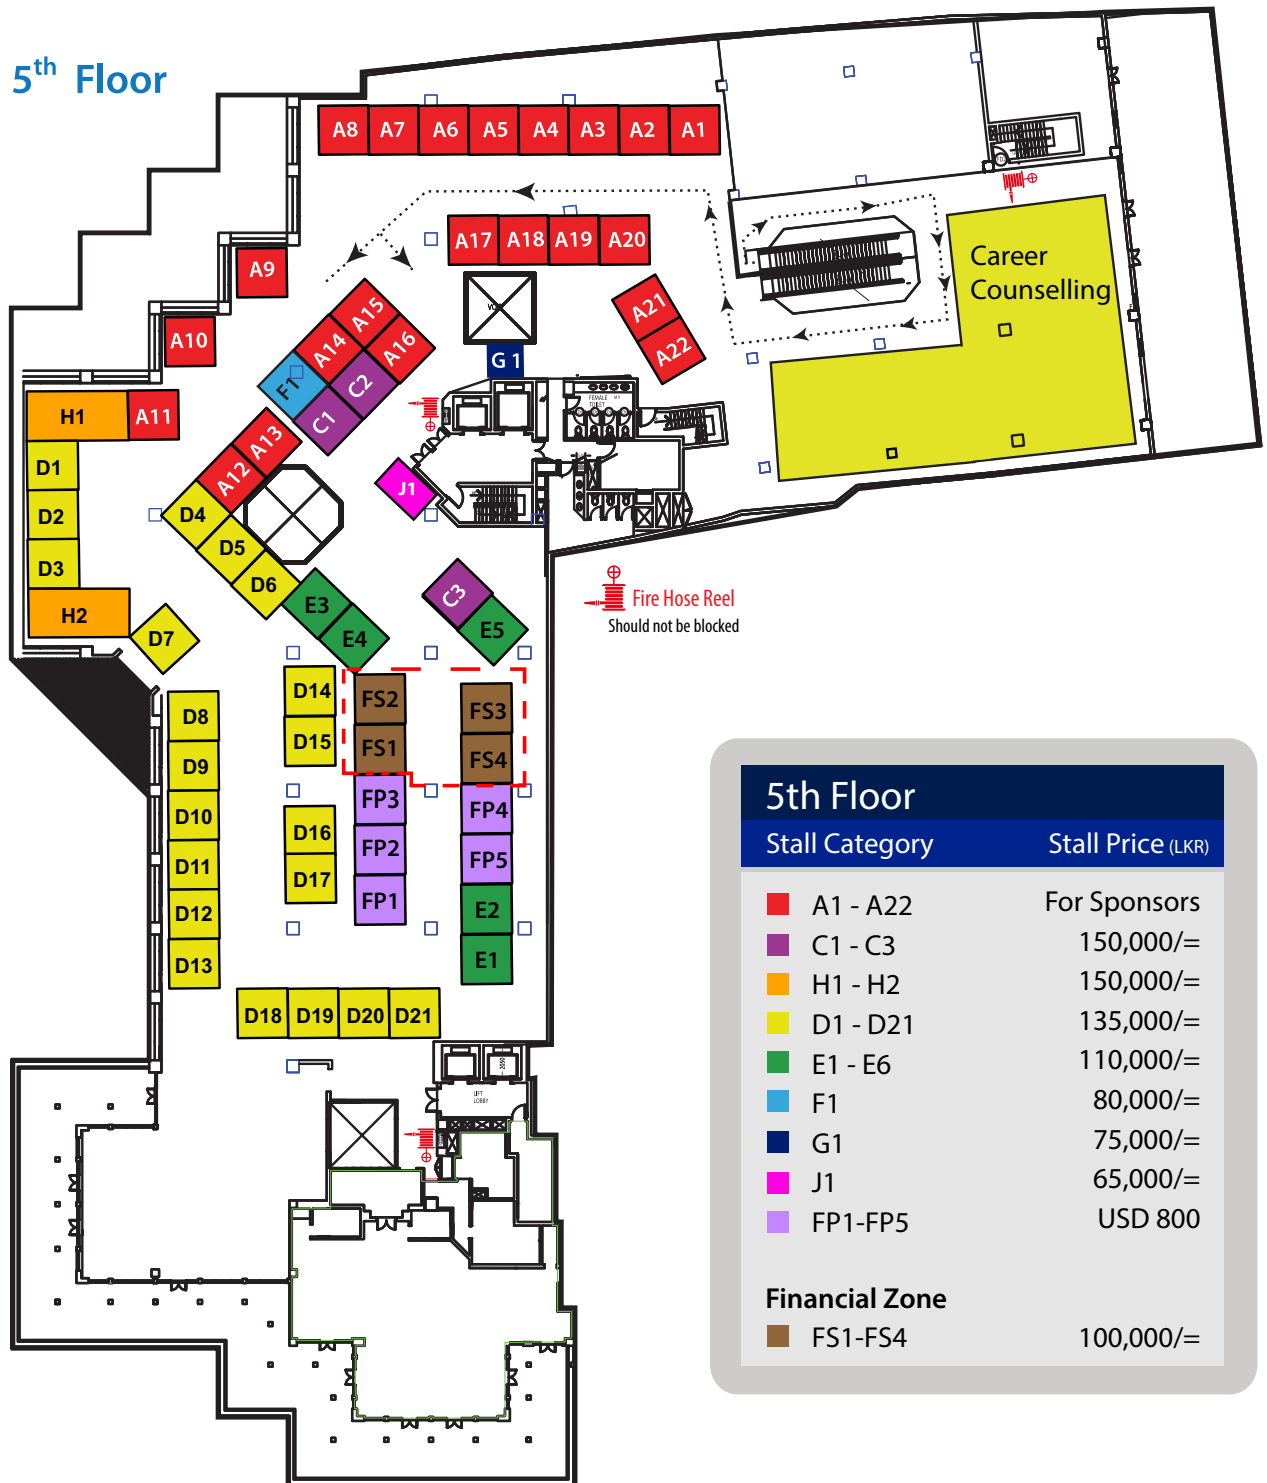 5th Floor
A8 A7 A6 A5 A4 A3 A2 A1
A17 A18 A19 A20
A9
A10
A15
A14
A16
A21
A22
Career
Counselling
G 1
F1
C2
C1
H1
A11
A13
A12
FEMALE
TOILET
J1
D1
D2
D3
H2
D4
D5
D6
D7
E3
E4
C3
E5
Fire Hose Reel
Should not be blocked
D14
D15
FS2
FS1
FS3
FS4
D8
D9
D10
D11
D12
D13
D16
D17
FP3
FP2
FP1
FP4
FP5
E2
E1
D18 D19 D20 D21
2050
LIFT
LOBBY
5th Floor
Stall Category Stall Price (LKR)
A1 - A22 For Sponsors
C1 - C3 150,000/=
H1 - H2 150,000/=
D1 - D21 135,000/=
E1 - E6 110,000/=
F1 80,000/=
G1 75,000/=
J1 65,000/=
FP1-FP5 USD 800
Financial Zone
FS1-FS4 100,000/=